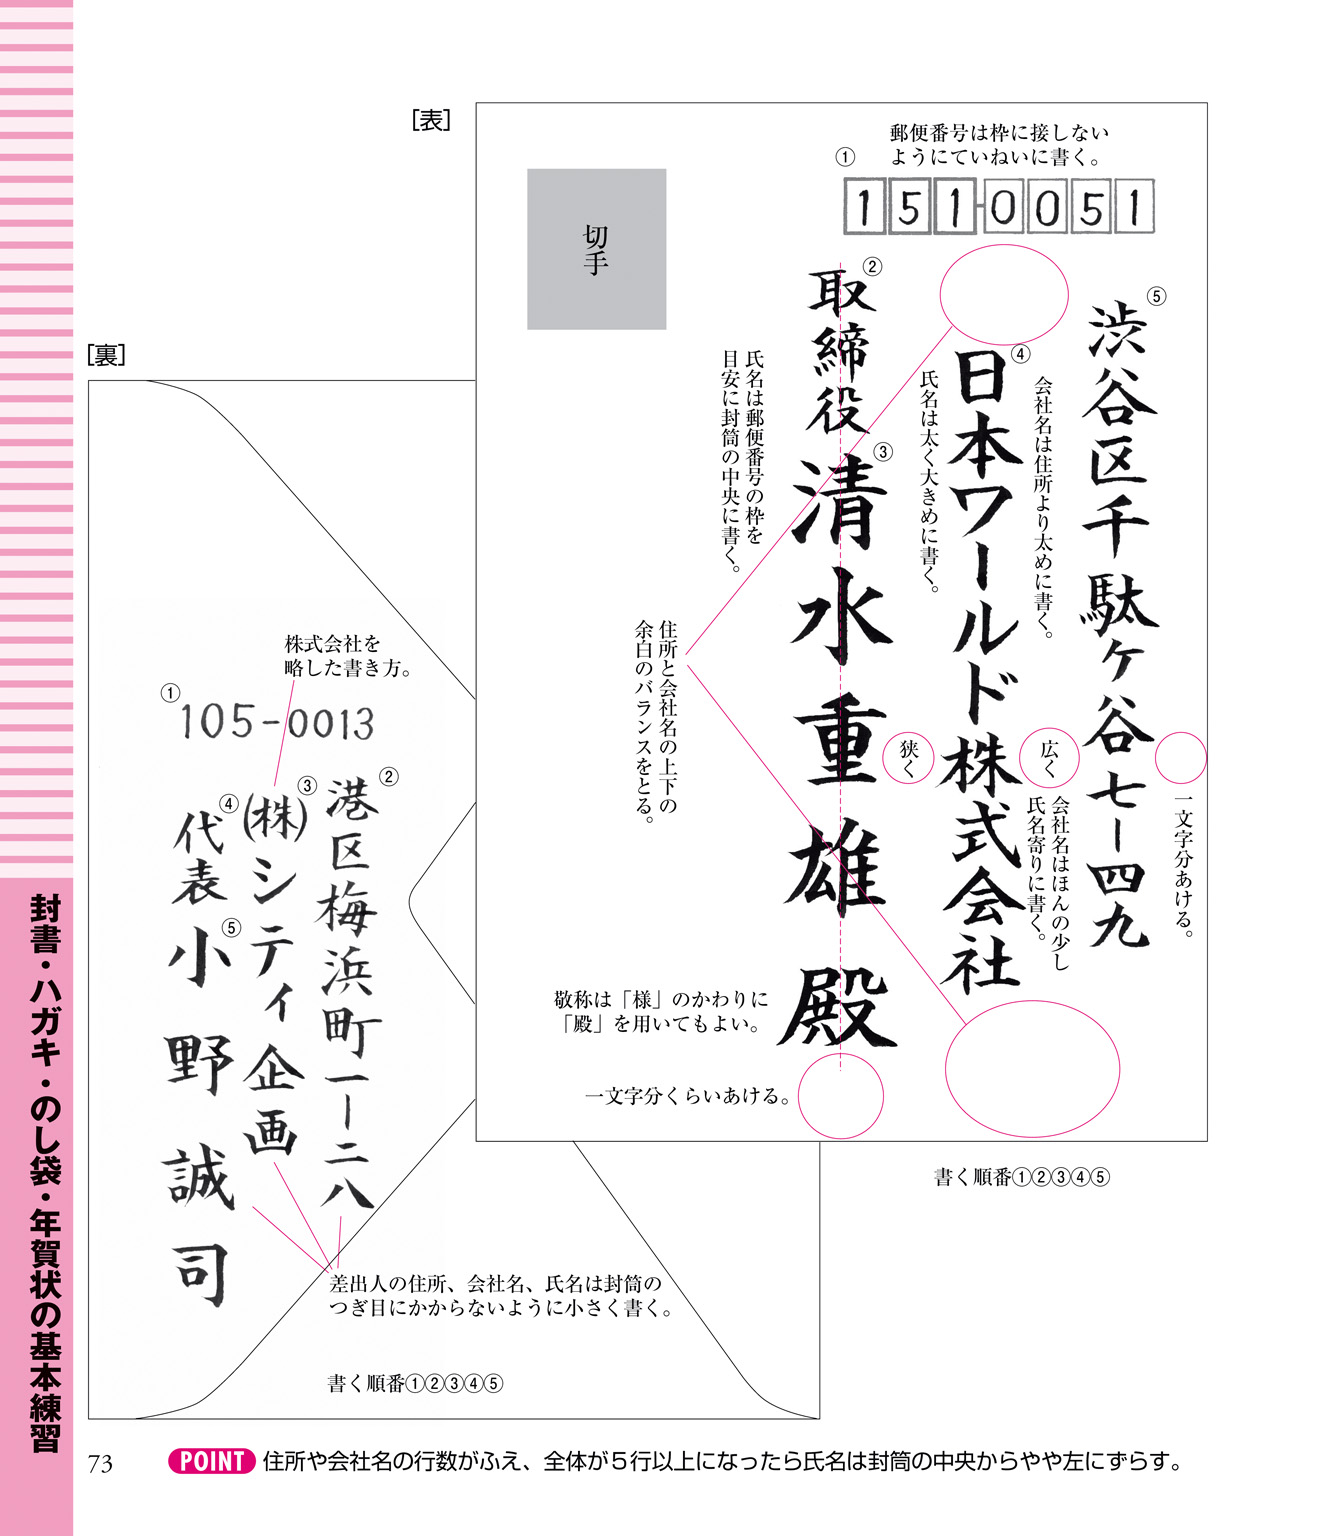 [表]
郵便番号は枠に接しない
ようにていねいに書く。
①
151-0051
切手
⑤
渋谷区千駄ケ谷七ー四九
一文字分あける。
④
日本ワールド株式会社
会社名は住所より太めに書く。
広く
会社名はほんの少し
氏名寄りに書く。
氏名は太く大きめに書く。
狭く
②
取締役
③
清水重雄殿
氏名は郵便番号の枠を
目安に封筒の中央に書く。
住所と会社名の上下の
余白のバランスをとる。
敬称は「様」のかわりに
「殿」を用いてもよい。
一文字分くらいあける。
書く順番①②③④⑤
[裏]
株式会社を
略した書き方。
①
105-0013
②
港区梅浜町一ー二八
③
(株)シティ企画
④
代表
⑤
小野誠司
差出人の住所、会社名、氏名は封筒の
つぎ目にかからないように小さく書く。
書く順番①②③④⑤
封書・ハガキ・のし袋・年賀状の基本練習
73
POINT 住所や会社名の行数がふえ、全体が5行以上になったら氏名は封筒の中央からやや左にずらす。